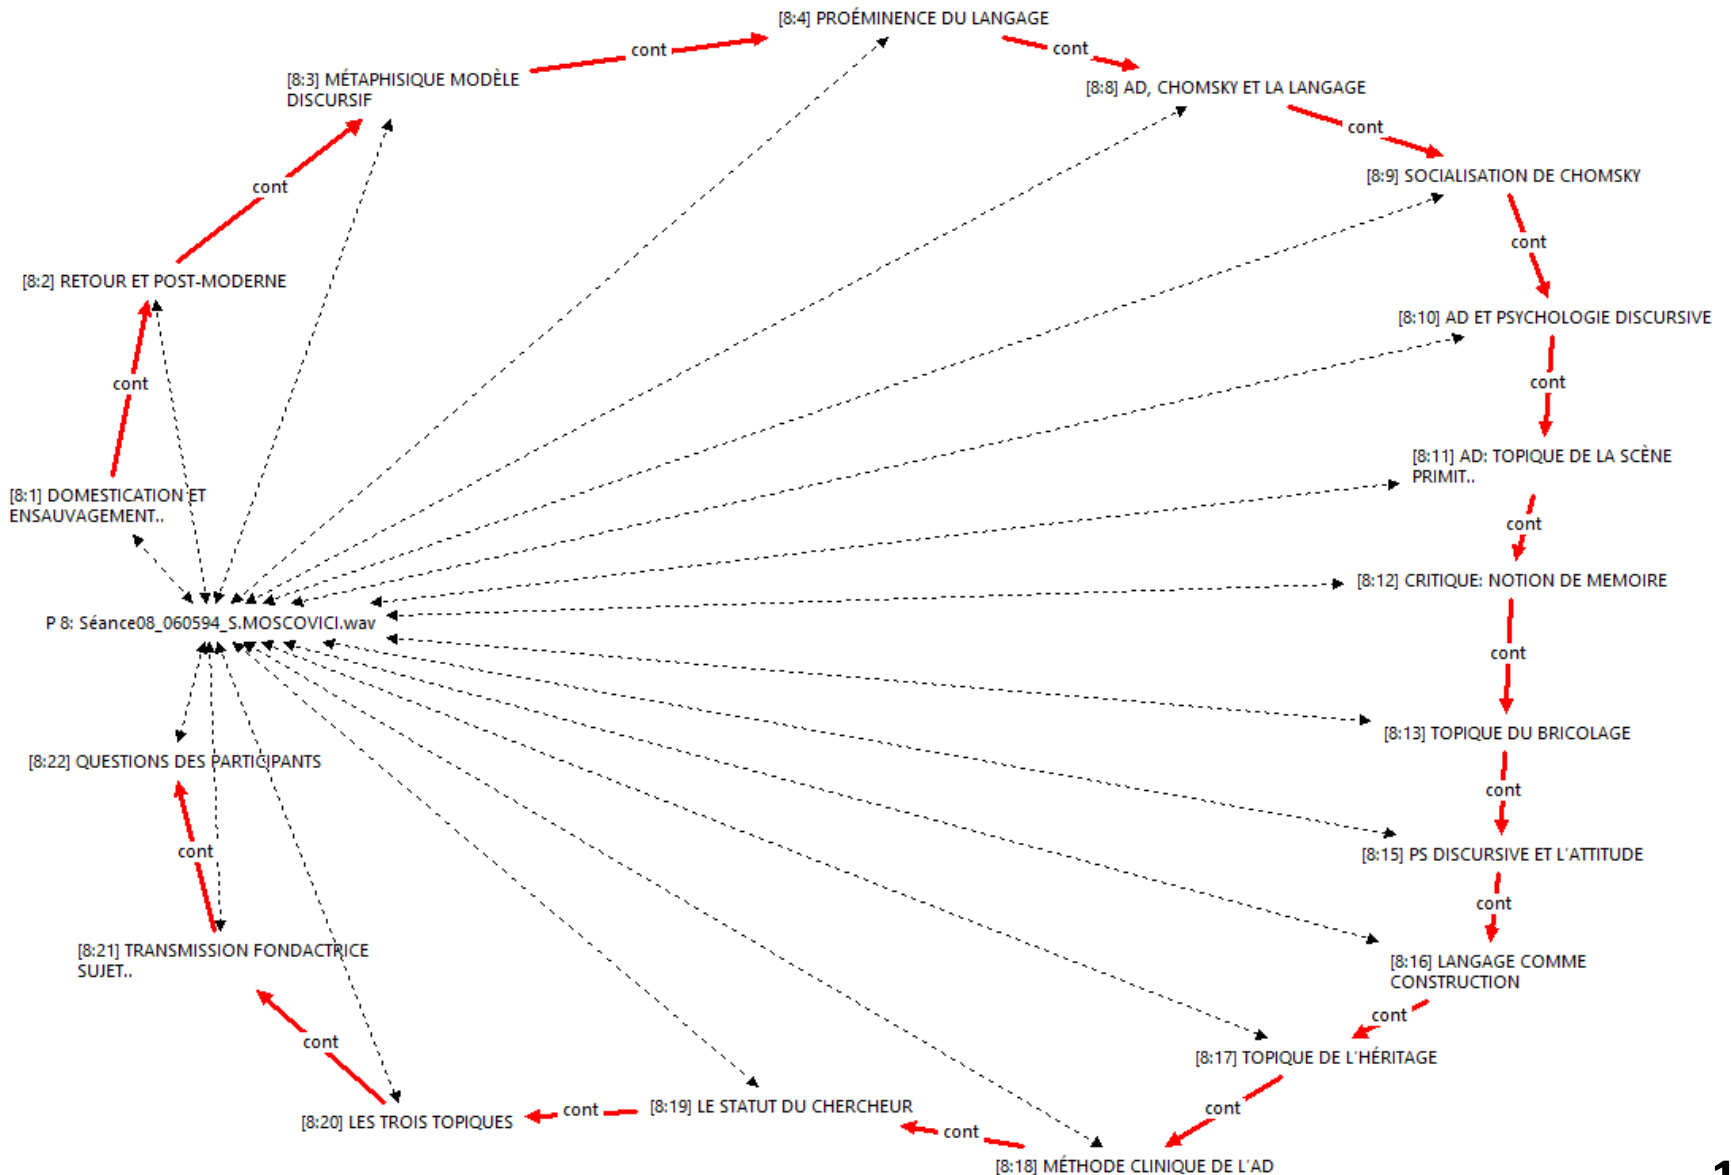 [8:4] PROÉMINENCE DU LANGAGE
cont
cont
[8:3] MÉTAPHISIQUE MODÈLE
DISCURSIF
[8:8] AD, CHOMSKY ET LA LANGAGE
cont
[8:9] SOCIALISATION DE CHOMSKY
cont
cont
[8:2] RETOUR ET POST-MODERNE
[8:10] AD ET PSYCHOLOGIE DISCURSIVE
cont
cont
[8:11] AD: TOPIQUE DE LA SCÈNE
PRIMIT..
[8:1] DOMESTICATION ET
ENSAUVAGEMENT..
cont
[8:12] CRITIQUE: NOTION DE MEMOIRE
P 8: Séance08_060594_S.MOSCOVICI.wav
cont
[8:13] TOPIQUE DU BRICOLAGE
[8:22] QUESTIONS DES PARTICIPANTS
cont
cont
[8:15] PS DISCURSIVE ET L'ATTITUDE
cont
[8:21] TRANSMISSION FONDACTRICE
SUJET..
[8:16] LANGAGE COMME
CONSTRUCTION
cont
cont
[8:17] TOPIQUE DE L'HÉRITAGE
cont
[8:19] LE STATUT DU CHERCHEUR
cont
[8:20] LES TROIS TOPIQUES
cont
[8:18] MÉTHODE CLINIQUE DE L'AD